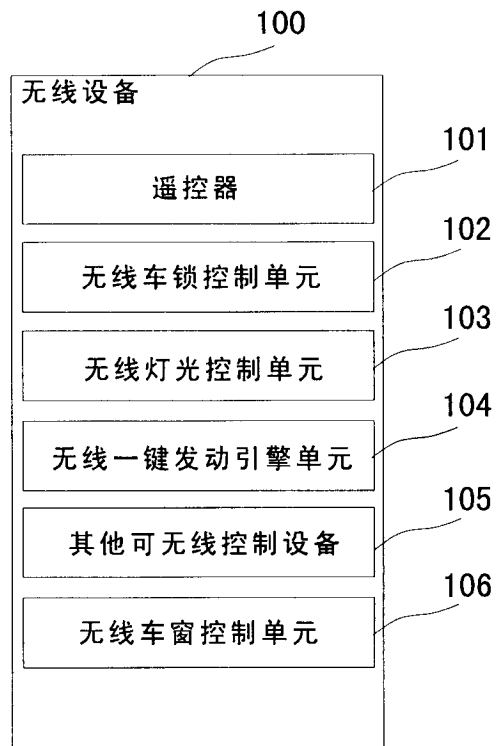 100
无线设备
101
遥控器
102
无线车锁控制单元
103
无线灯光控制单元
104
无线一键发动引擎单元
105
其他可无线控制设备
106
无线车窗控制单元